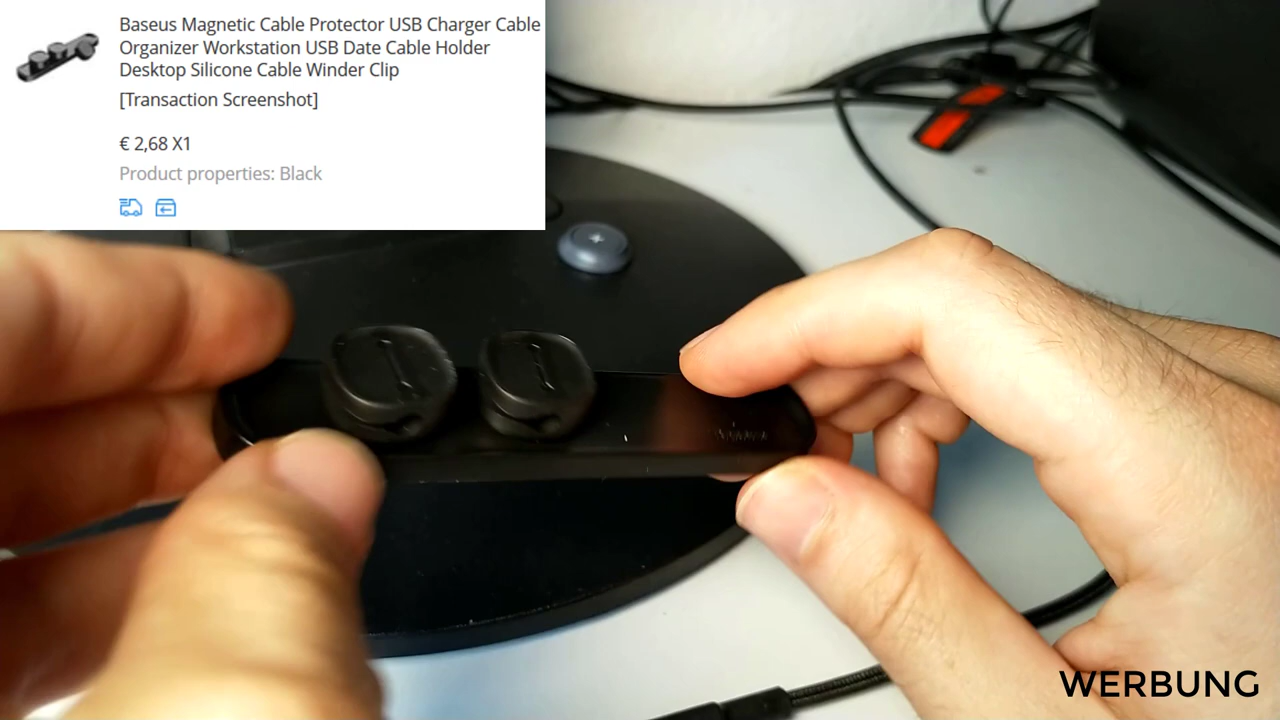 Baseus Magnetic Cable Protector USB Charger Cable
Organizer Workstation USB Date Cable Holder
Desktop Silicone Cable Winder Clip
[Transaction Screenshot]
€ 2,68 X1
Product properties: Black
WERBUNG